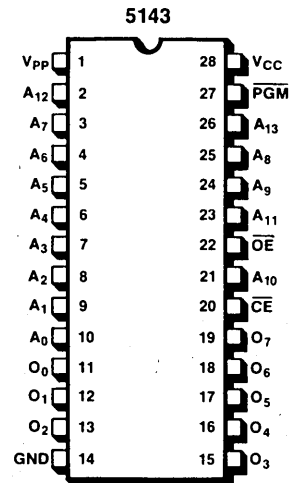 5143
VPP 1 28 VCC
A12 2 27 PGM
A7 3 26 A13
A6 4 25 A8
A5 5 24 A9
A4 6 23 A11
A3 7 22 OE
A2 8 21 A10
A1 9 20 CE
A0 10 19 O7
O0 11 18 O6
O1 12 17 O5
O2 13 16 O4
GND 14 15 O3